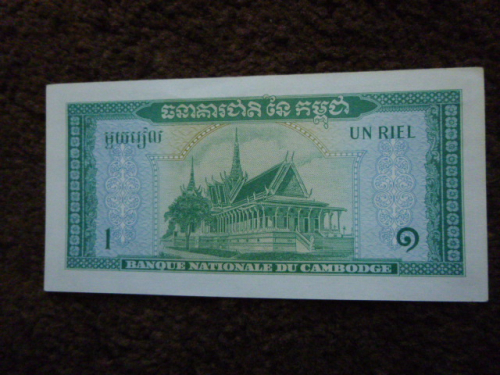 ធនាគារជាតិ នៃ កម្ពុជា
មួយរៀល
UN RIEL
1
១
BANQUE NATIONALE DU CAMBODGE